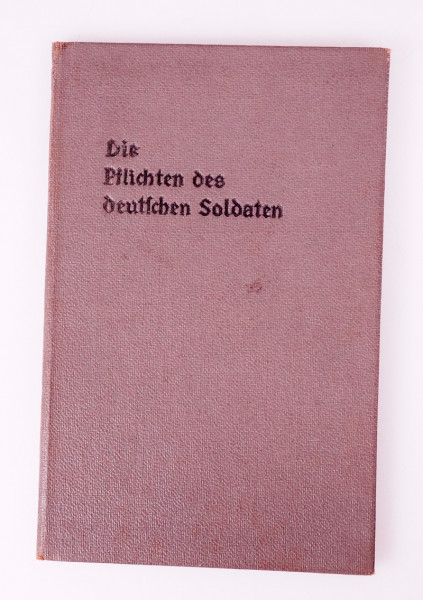 Die
Pflichten des
deutſchen Soldaten